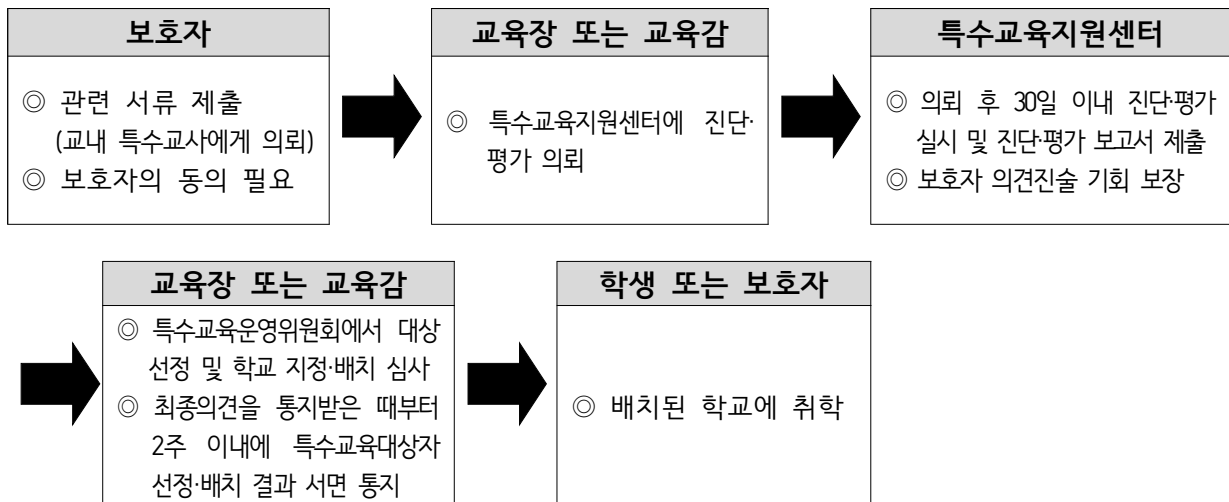 보호자
◎ 관련 서류 제출
(교내 특수교사에게 의뢰)
◎ 보호자의 동의 필요
교육장 또는 교육감
◎ 특수교육지원센터에 진단·
평가 의뢰
특수교육지원센터
◎ 의뢰 후 30일 이내 진단·평가
실시 및 진단·평가 보고서 제출
◎ 보호자 의견진술 기회 보장
교육장 또는 교육감
◎ 특수교육운영위원회에서 대상
선정 및 학교 지정·배치 심사
◎ 최종의견을 통지받은 때부터
2주 이내에 특수교육대상자
선정·배치 결과 서면 통지
학생 또는 보호자
◎ 배치된 학교에 취학